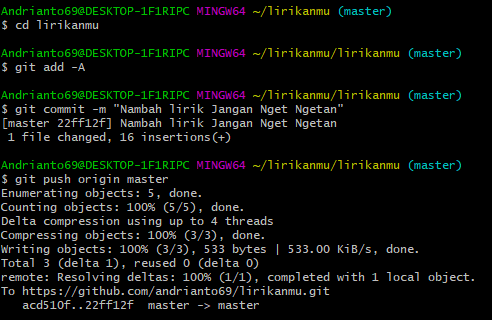 Andrianto69@DESKTOP-1F1RIPC MINGW64 ~/lirikanmu (master)
$ cd lirikanmu
Andrianto69@DESKTOP-1F1RIPC MINGW64 ~/lirikanmu/lirikanmu (master)
$ git add -A
Andrianto69@DESKTOP-1F1RIPC MINGW64 ~/lirikanmu/lirikanmu (master)
$ git commit -m "Nambah lirik Jangan Nget Ngetan"
[master 22ff12f] Nambah lirik Jangan Nget Ngetan
 1 file changed, 16 insertions(+)
Andrianto69@DESKTOP-1F1RIPC MINGW64 ~/lirikanmu/lirikanmu (master)
$ git push origin master
Enumerating objects: 5, done.
Counting objects: 100% (5/5), done.
Delta compression using up to 4 threads
Compressing objects: 100% (3/3), done.
Writing objects: 100% (3/3), 533 bytes | 533.00 KiB/s, done.
Total 3 (delta 1), reused 0 (delta 0)
remote: Resolving deltas: 100% (1/1), completed with 1 local object.
To https://github.com/andrianto69/lirikanmu.git
   acd510f..22ff12f  master -> master